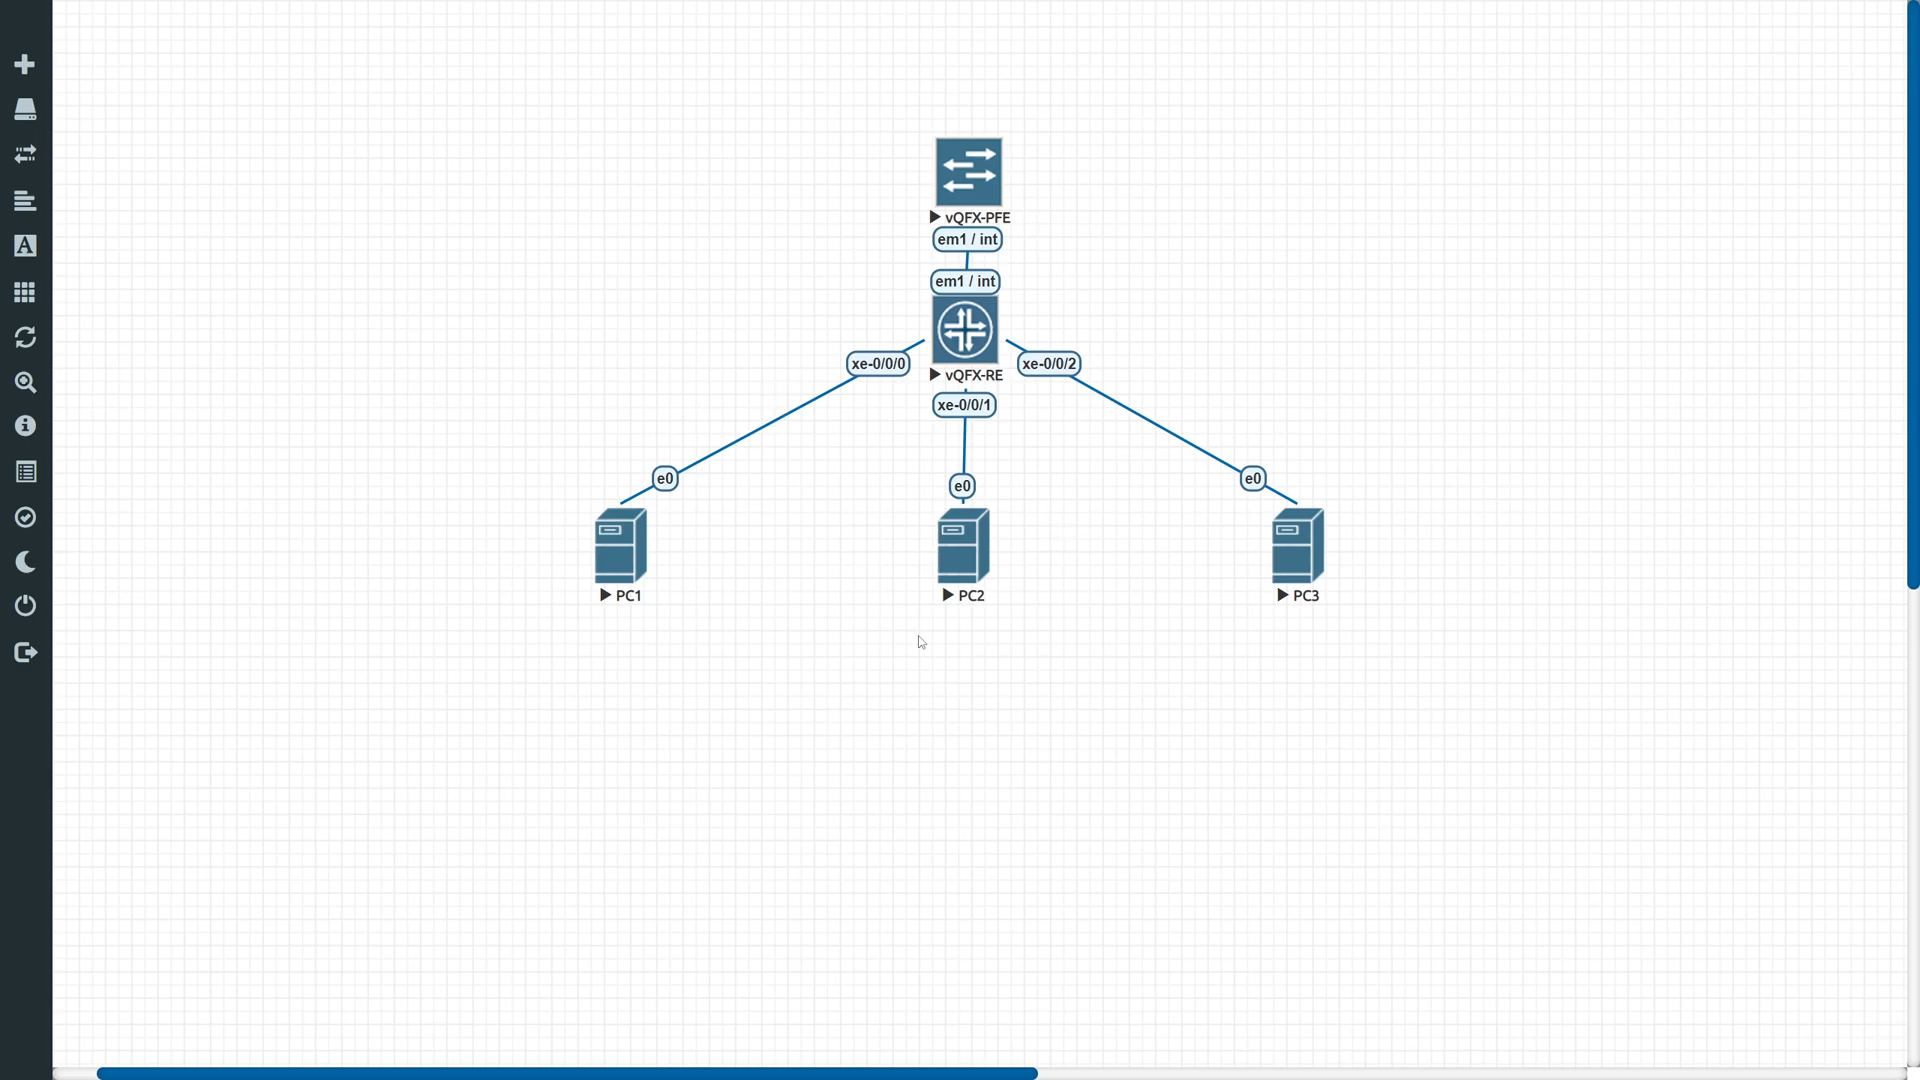 vQFX-PFE
em1 / int
em1 / int
xe-0/0/0
xe-0/0/2
vQFX-RE
xe-0/0/1
e0
e0
e0
PC1
PC2
PC3